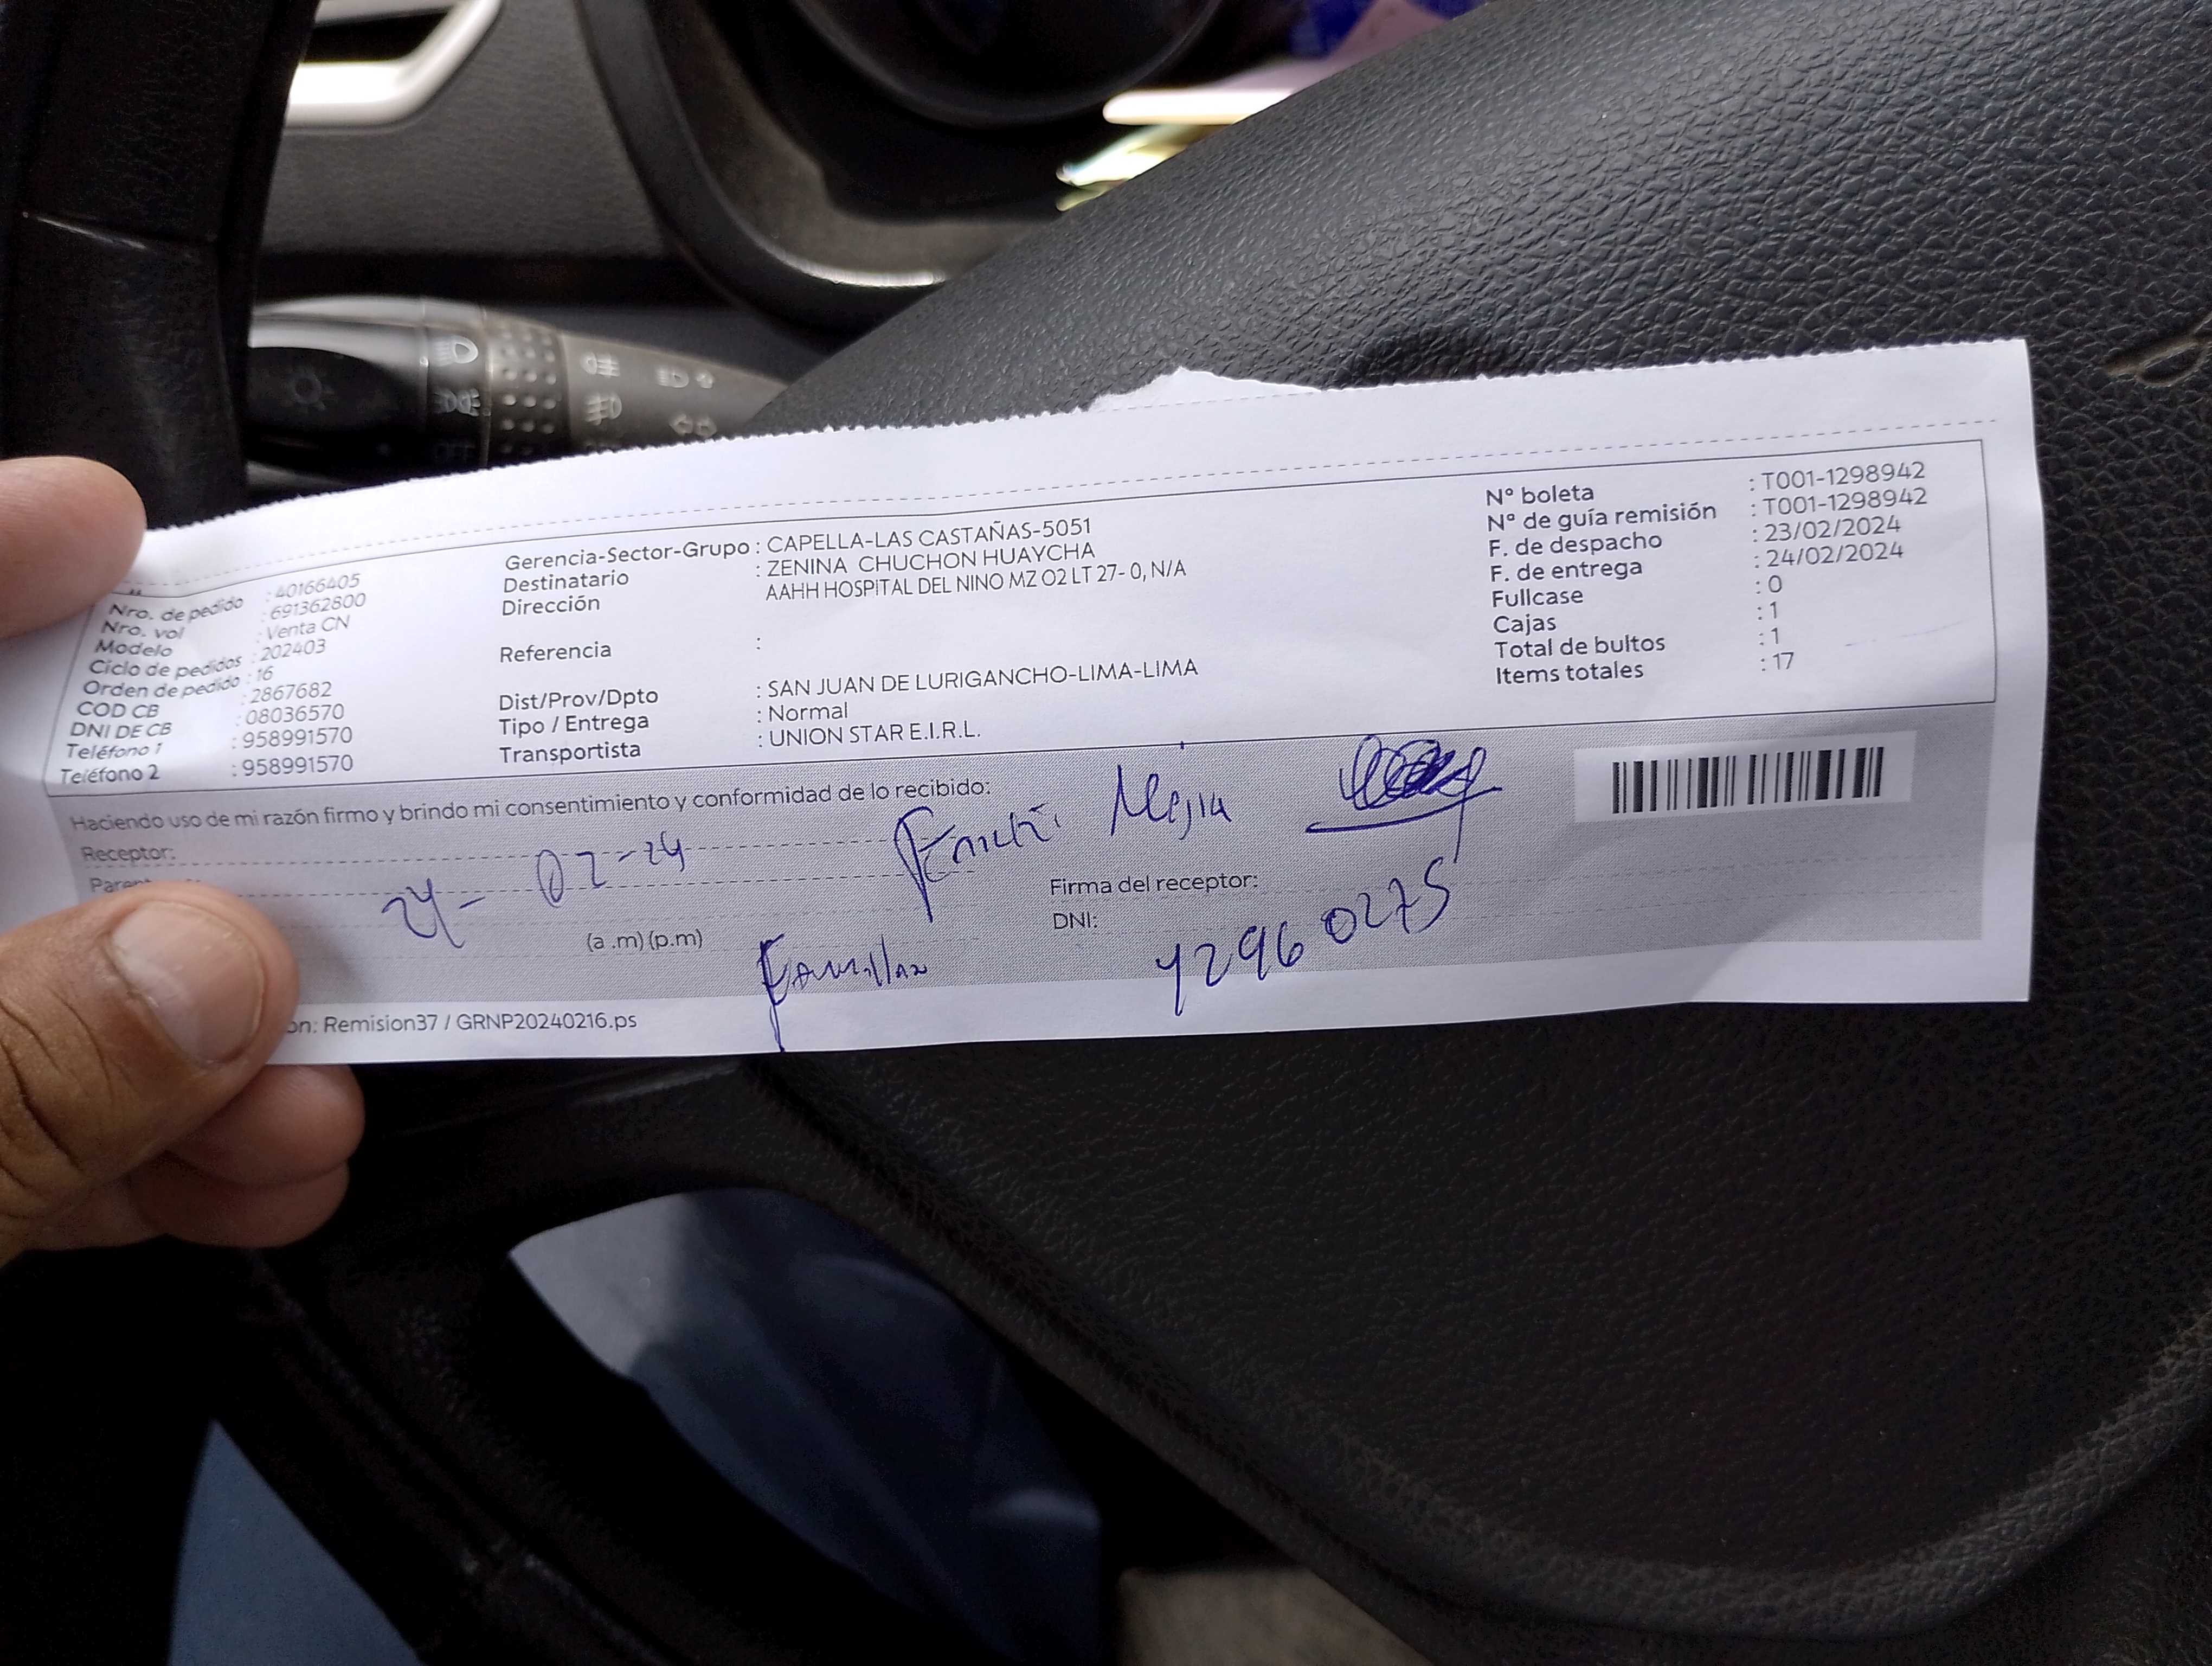 Nro. de pedido : 40166405
Nro. vol : 691362800
Modelo : Venta CN
Ciclo de pedidos : 202403
Orden de pedido : 16
COD CB : 2867682
DNI DE CB : 08036570
Teléfono 1 : 958991570
Teléfono 2 : 958991570
Gerencia-Sector-Grupo : CAPELLA-LAS CASTAÑAS-5051
Destinatario : ZENINA CHUCHON HUAYCHA
Dirección AAHH HOSPITAL DEL NINO MZ O2 LT 27- 0, N/A
Referencia :
Dist/Prov/Dpto : SAN JUAN DE LURIGANCHO-LIMA-LIMA
Tipo / Entrega : Normal
Transportista : UNION STAR E.I.R.L.
N° boleta : T001-1298942
N° de guía remisión : T001-1298942
F. de despacho : 23/02/2024
F. de entrega : 24/02/2024
Fullcase : 0
Cajas : 1
Total de bultos : 1
Items totales : 17
Haciendo uso de mi razón firmo y brindo mi consentimiento y conformidad de lo recibido:
Receptor: Mejia
24-02-24
Firma del receptor:
(a .m) (p.m)
DNI: 42960275
Familiar
Remision37 / GRNP20240216.ps
OFF